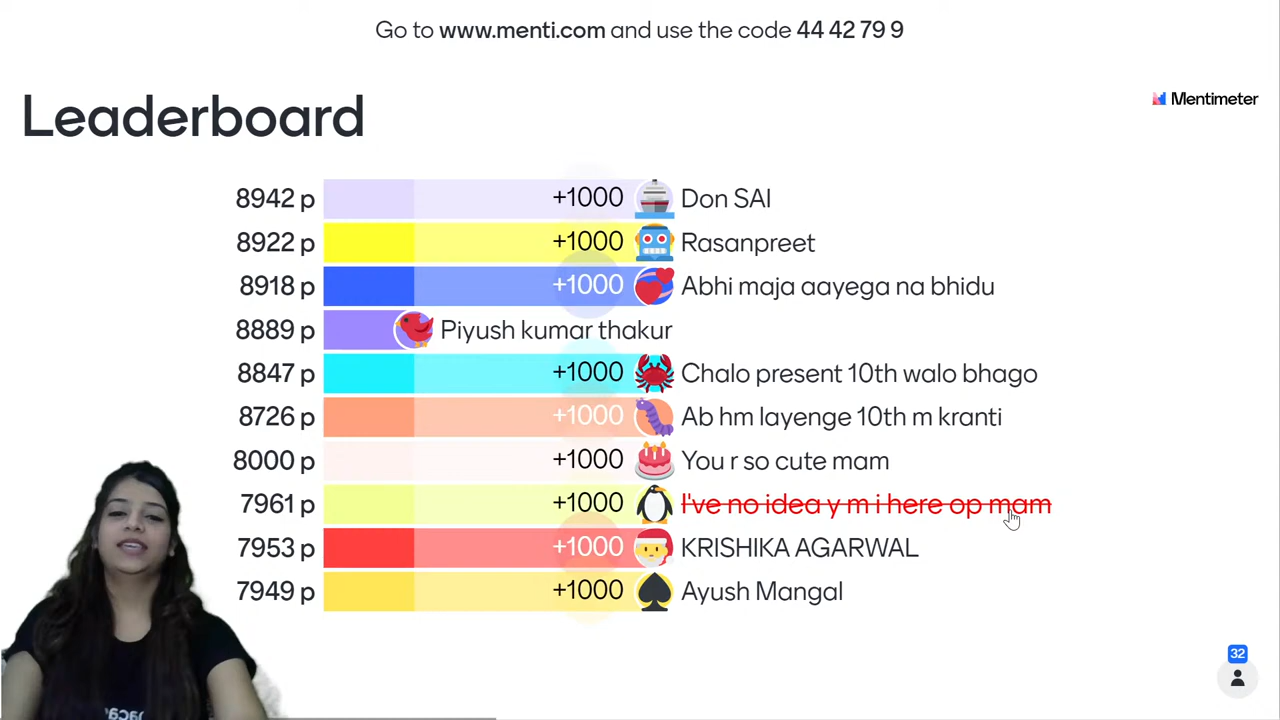 Go to www.menti.com and use the code 44 42 79 9
Leaderboard
Mentimeter
8942 p +1000 Don SAI
8922 p +1000 Rasanpreet
8918 p +1000 Abhi maja aayega na bhidu
8889 p Piyush kumar thakur
8847 p +1000 Chalo present 10th walo bhago
8726 p +1000 Ab hm layenge 10th m kranti
8000 p +1000 You r so cute mam
7961 p +1000 I've no idea y m i here op mam
7953 p +1000 KRISHIKA AGARWAL
7949 p +1000 Ayush Mangal
32